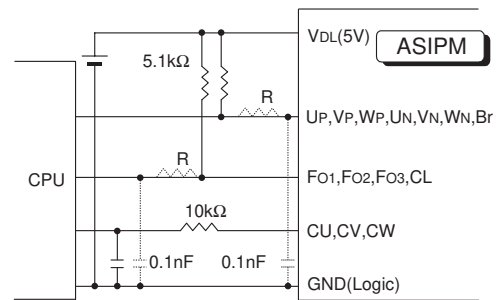 VDL(5V)
ASIPM
5.1kΩ
R
UP,VP,WP,UN,VN,WN,Br
R
CPU
FO1,FO2,FO3,CL
10kΩ
CU,CV,CW
0.1nF
0.1nF
GND(Logic)